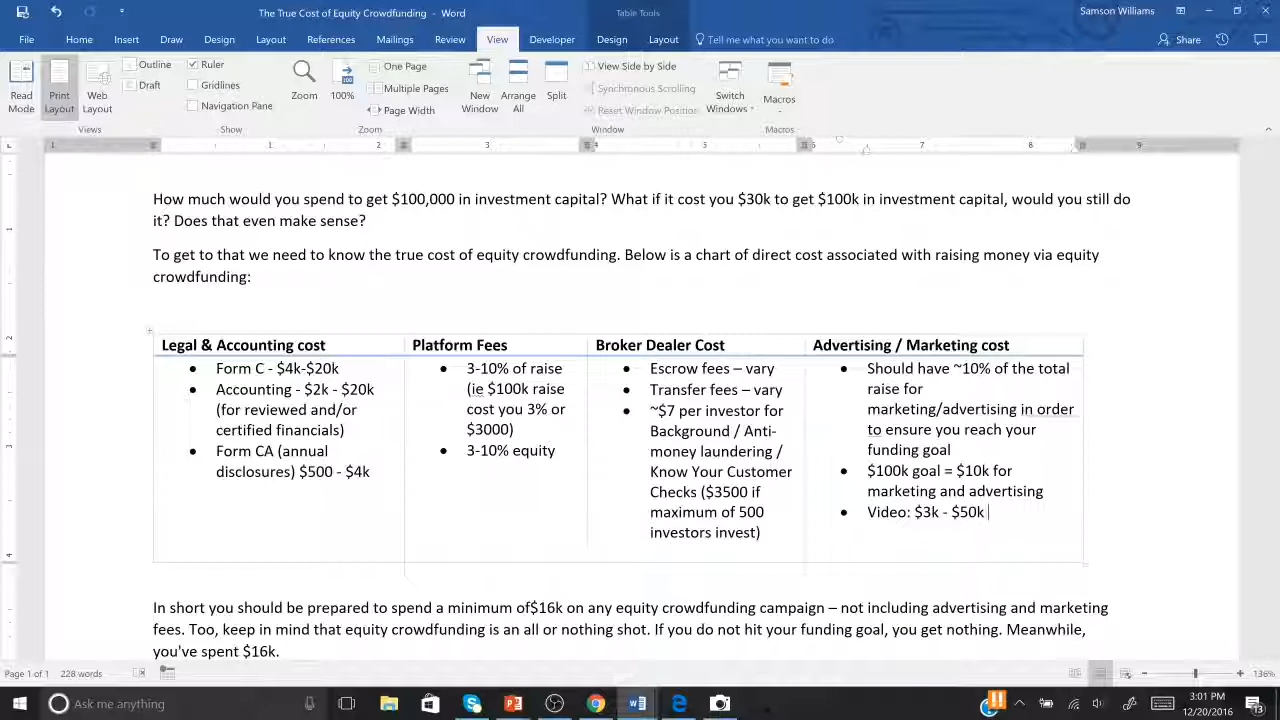 The True Cost of Equity Crowdfunding - Word
Table Tools
Samson Williams
File Home Insert Draw Design Layout References Mailings Review View Developer Design Layout Tell me what you want to do Share
Read Mode
Print Layout
Web Layout
Outline
Draft
Views
Ruler
Gridlines
Navigation Pane
Show
Zoom
100%
One Page
Multiple Pages
Page Width
Zoom
New Window
Arrange All
Split
View Side by Side
Synchronous Scrolling
Reset Window Position
Window
Switch Windows
Macros
Macros
How much would you spend to get $100,000 in investment capital? What if it cost you $30k to get $100k in investment capital, would you still do
it? Does that even make sense?
To get to that we need to know the true cost of equity crowdfunding. Below is a chart of direct cost associated with raising money via equity
crowdfunding:
Legal & Accounting cost
• Form C - $4k-$20k
• Accounting - $2k - $20k
(for reviewed and/or
certified financials)
• Form CA (annual
disclosures) $500 - $4k
Platform Fees
• 3-10% of raise
(ie $100k raise
cost you 3% or
$3000)
• 3-10% equity
Broker Dealer Cost
• Escrow fees – vary
• Transfer fees – vary
• ~$7 per investor for
Background / Anti-
money laundering /
Know Your Customer
Checks ($3500 if
maximum of 500
investors invest)
Advertising / Marketing cost
• Should have ~10% of the total
raise for
marketing/advertising in order
to ensure you reach your
funding goal
• $100k goal = $10k for
marketing and advertising
• Video: $3k - $50k
In short you should be prepared to spend a minimum of$16k on any equity crowdfunding campaign – not including advertising and marketing
fees. Too, keep in mind that equity crowdfunding is an all or nothing shot. If you do not hit your funding goal, you get nothing. Meanwhile,
you've spent $16k.
Page 1 of 1 228 words
136%
Ask me anything
3:01 PM
12/20/2016